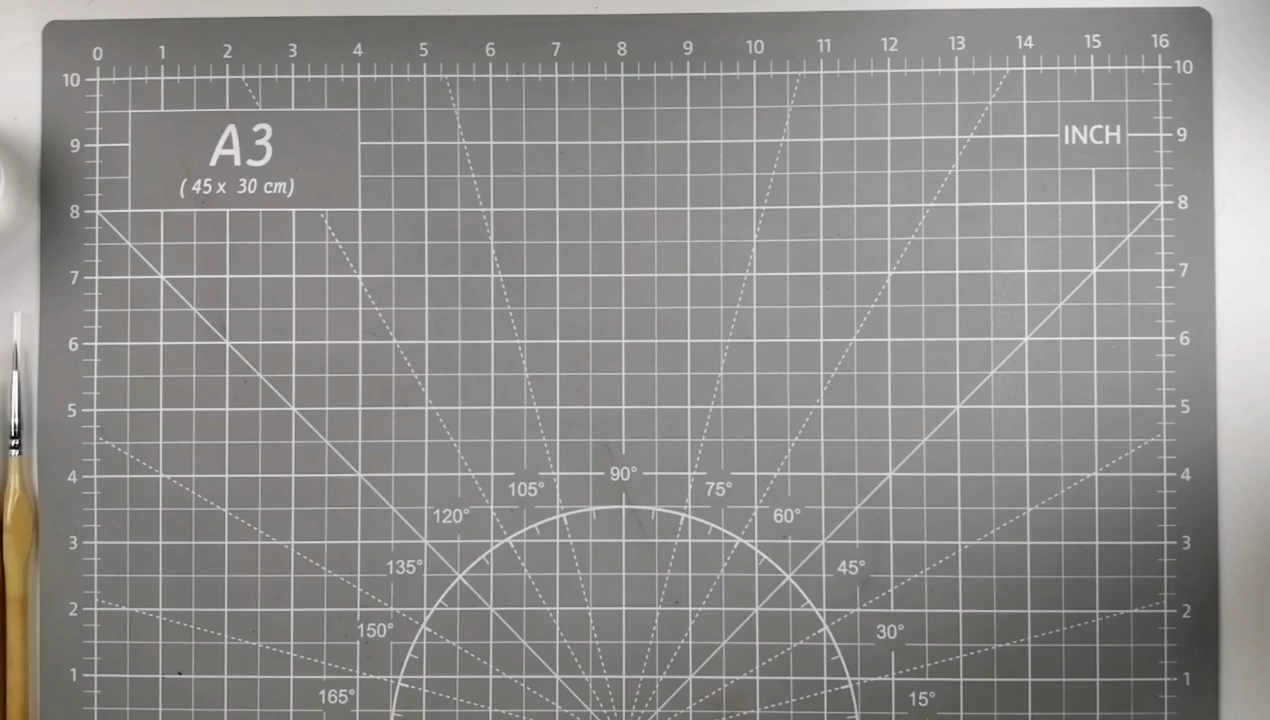 0 1 2 3 4 5 6 7 8 9 10 11 12 13 14 15 16
10 10
A3
9 INCH 9
( 45 x 30 cm)
8 8
7 7
6 6
5 5
4 90° 4
105° 75°
120° 60°
3 3
135° 45°
2 2
150° 30°
1 1
165° 15°